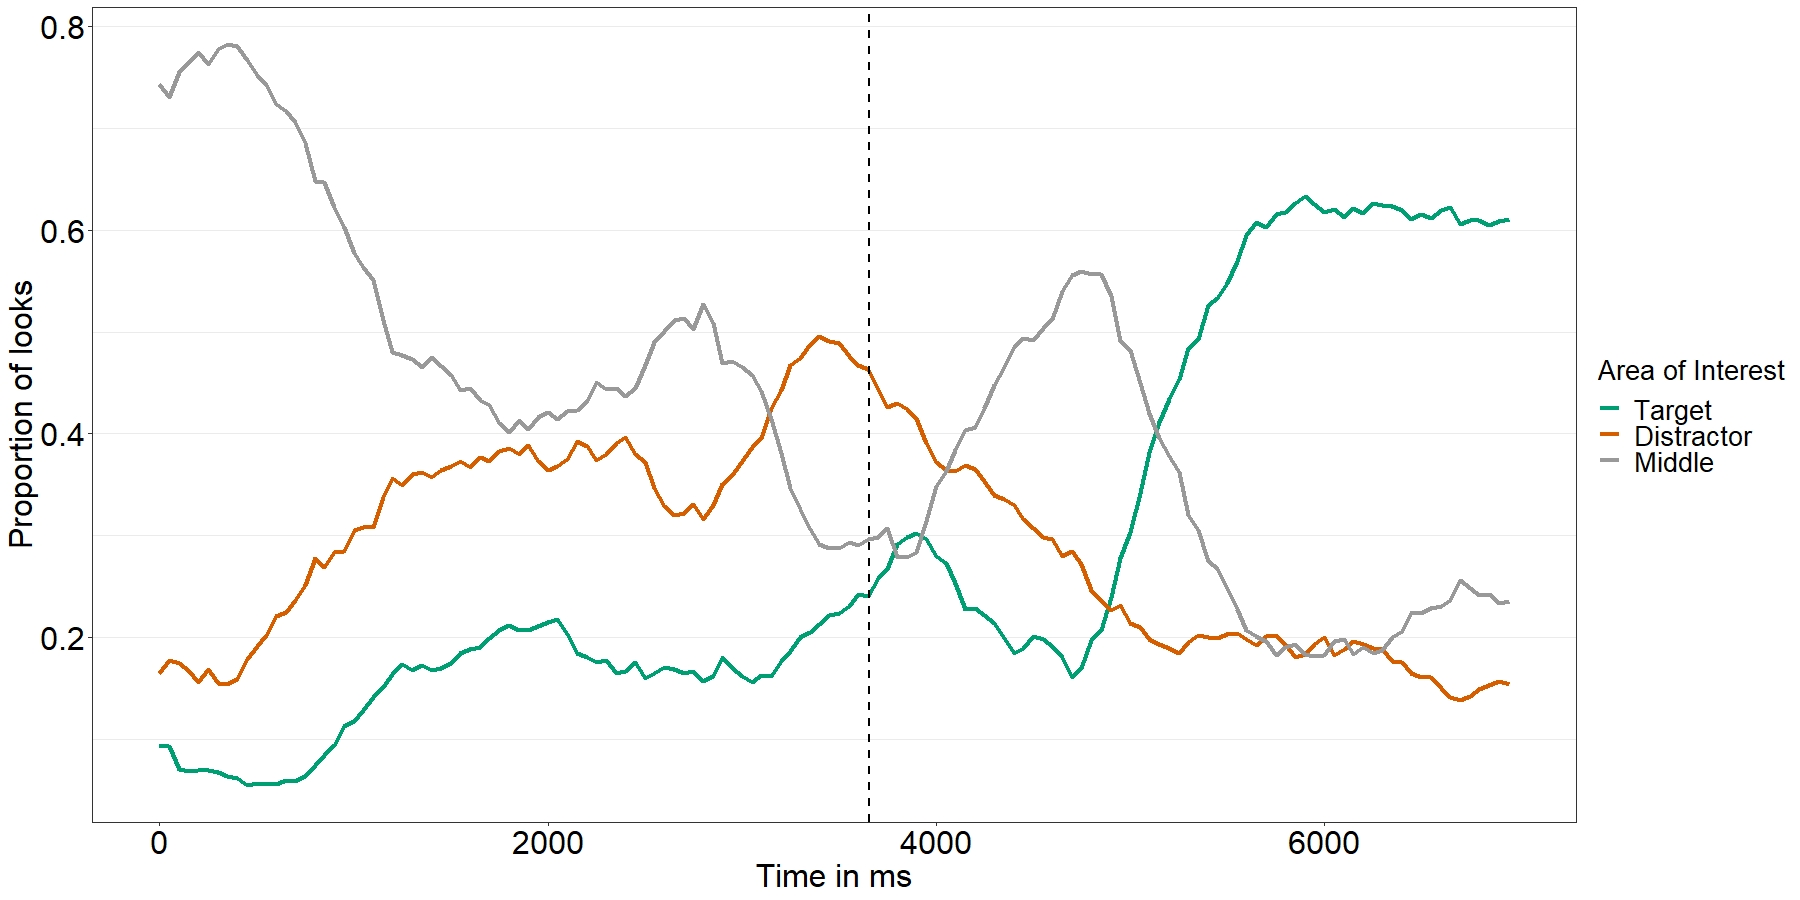 0.8
0.6
0.4
0.2
Proportion of looks
0
2000
4000
6000
Time in ms
Area of Interest
Target
Distractor
Middle